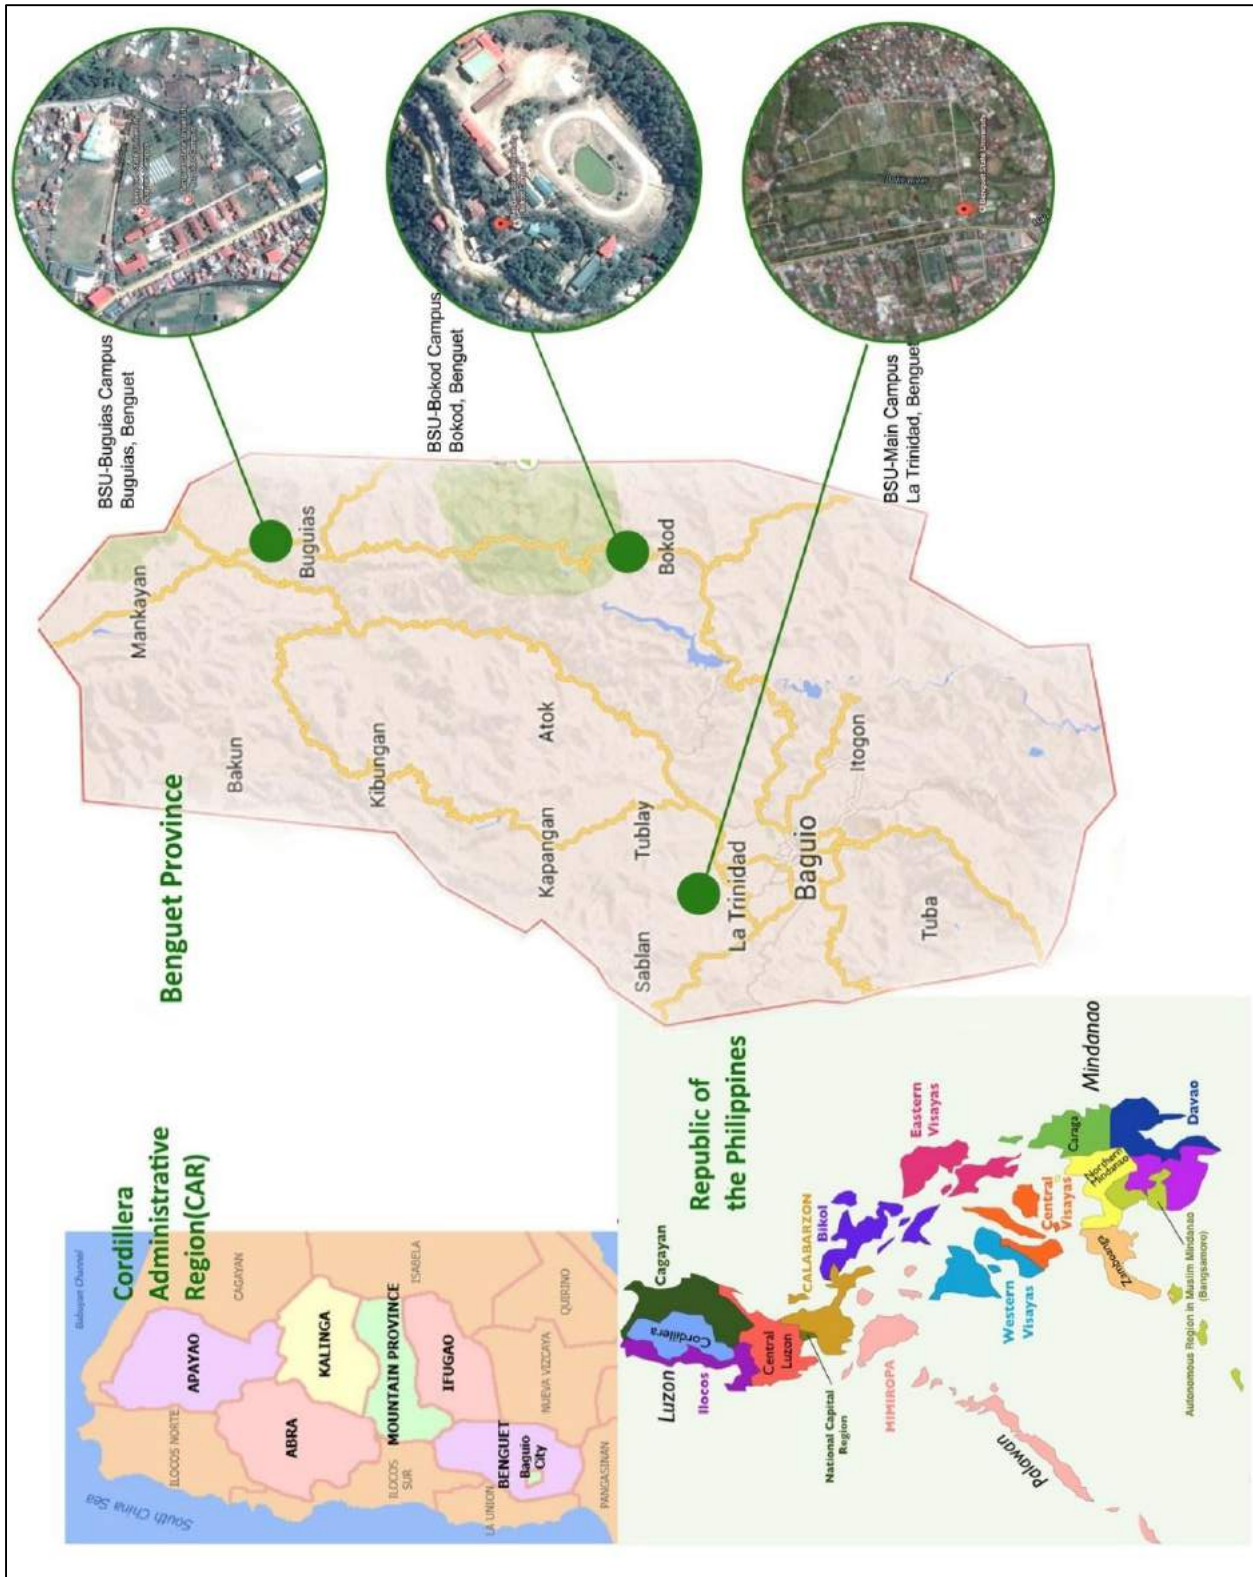 Cordillera
Administrative
Region(CAR)
Babuyan Channel
South China Sea
APAYAO
CAGAYAN
ILOCOS NORTE
KALINGA
ABRA
MOUNTAIN PROVINCE
ISABELA
IFUGAO
ILOCOS
SUR
BENGUET
Baguio
City
LA UNION
NUEVA VIZCAYA
QUIRINO
PANGASINAN
Republic of
the Philippines
Luzon
Cagayan
Cordillera
Ilocos
Central
Luzon
National Capital
Region
CALABARZON
Bikol
MIMIROPA
Eastern
Visayas
Western
Visayas
Central
Visayas
Palawan
Mindanao
Caraga
Northern
Mindanao
Zamboanga
Davao
Autonomous Region in Muslim Mindanao
(Bangsamoro)
Benguet Province
Mankayan
Buguias
Bakun
Kibungan
Atok
Kapangan
Bokod
Tublay
Sablan
La Trinidad
Baguio
Itogon
Tuba
BSU-Buguias Campus
Buguias, Benguet
BSU-Bokod Campus
Bokod, Benguet
BSU-Main Campus
La Trinidad, Benguet
Benguet State University